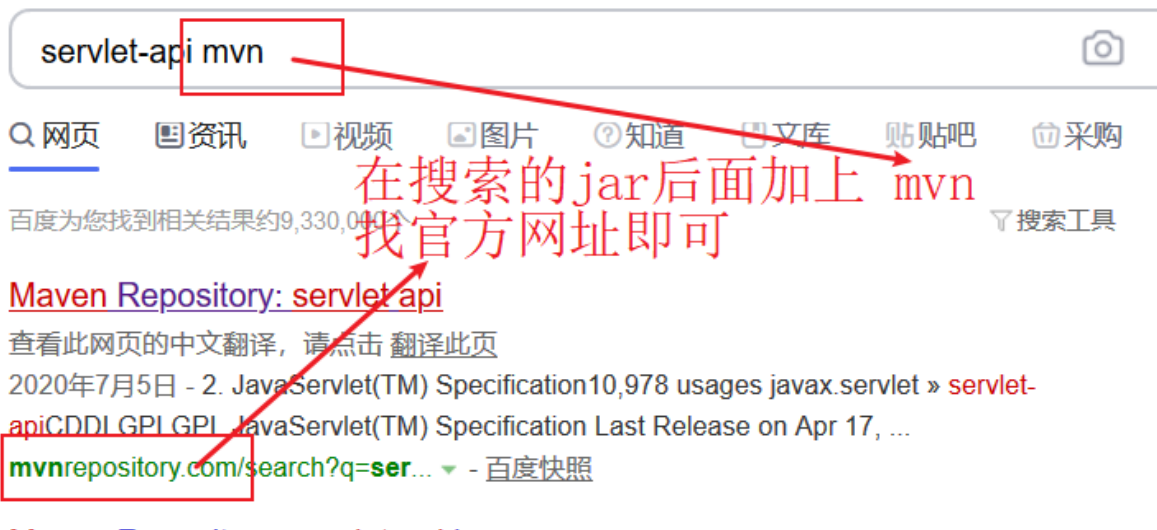 servlet-api mvn
网页 资讯 视频 图片 知道 文库 贴吧 采购
在搜索的jar后面加上 mvn
百度为您找到相关结果约9,330,000个
找官方网址即可
搜索工具
Maven Repository: servlet api
查看此网页的中文翻译，请点击 翻译此页
2020年7月5日 - 2. JavaServlet(TM) Specification10,978 usages javax.servlet » servlet-
apiCDDLGPLGPL JavaServlet(TM) Specification Last Release on Apr 17, ...
mvnrepository.com/search?q=ser... - 百度快照